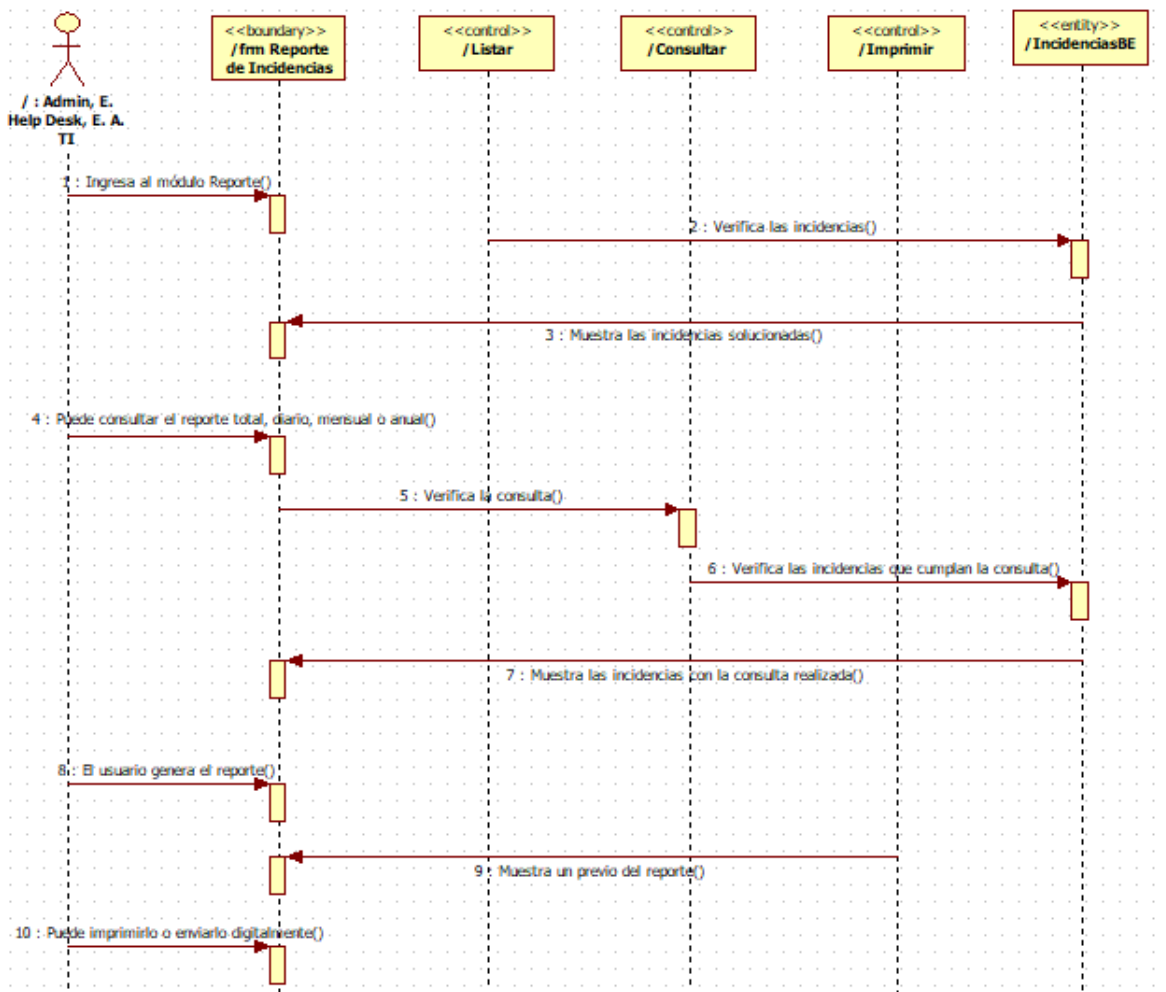 <<boundary>>
/frm Reporte
de Incidencias
<<control>>
/Listar
<<control>>
/Consultar
<<control>>
/Imprimir
<<entity>>
/IncidenciasBE
/ : Admin, E.
Help Desk, E. A.
TI
1 : Ingresa al módulo Reporte()
2 : Verifica las incidencias()
3 : Muestra las incidencias solucionadas()
4 : Puede consultar el reporte total, diario, mensual o anual()
5 : Verifica la consulta()
6 : Verifica las incidencias que cumplan la consulta()
7 : Muestra las incidencias con la consulta realizada()
8 : El usuario genera el reporte()
9 : Muestra un previo del reporte()
10 : Puede imprimirlo o enviarlo digitalmente()